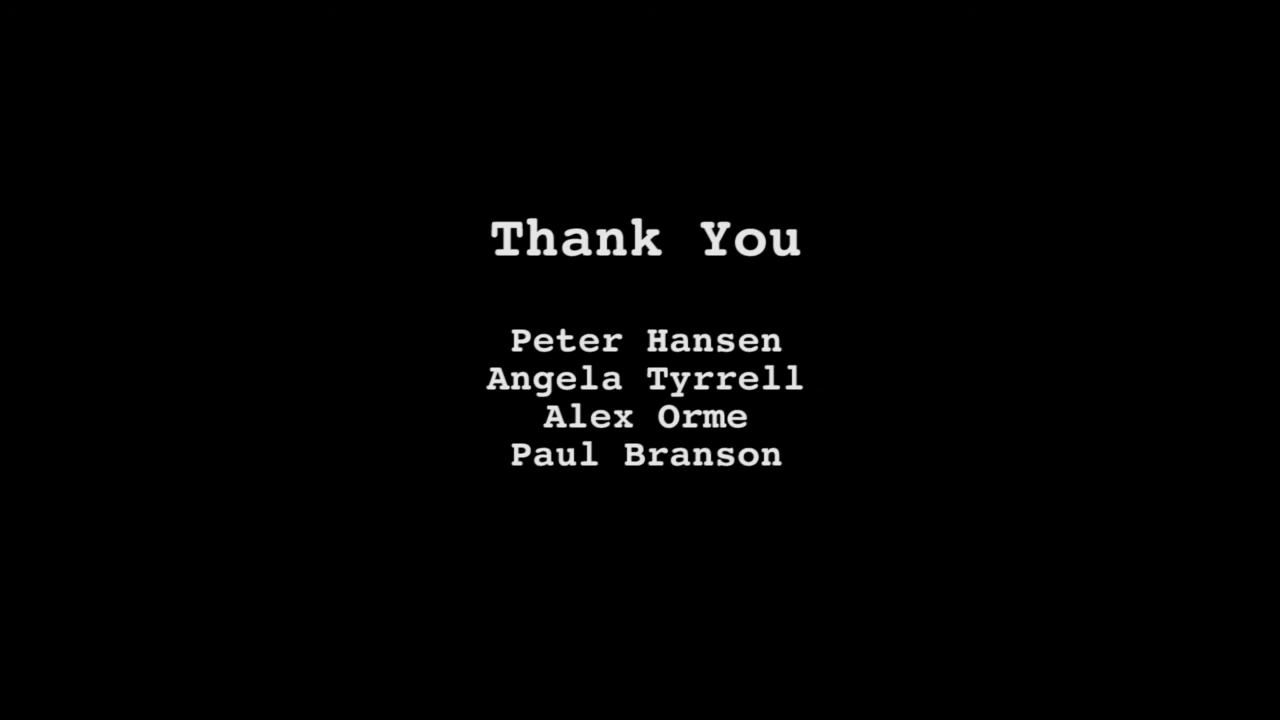 Thank You
Peter Hansen
Angela Tyrrell
Alex Orme
Paul Branson